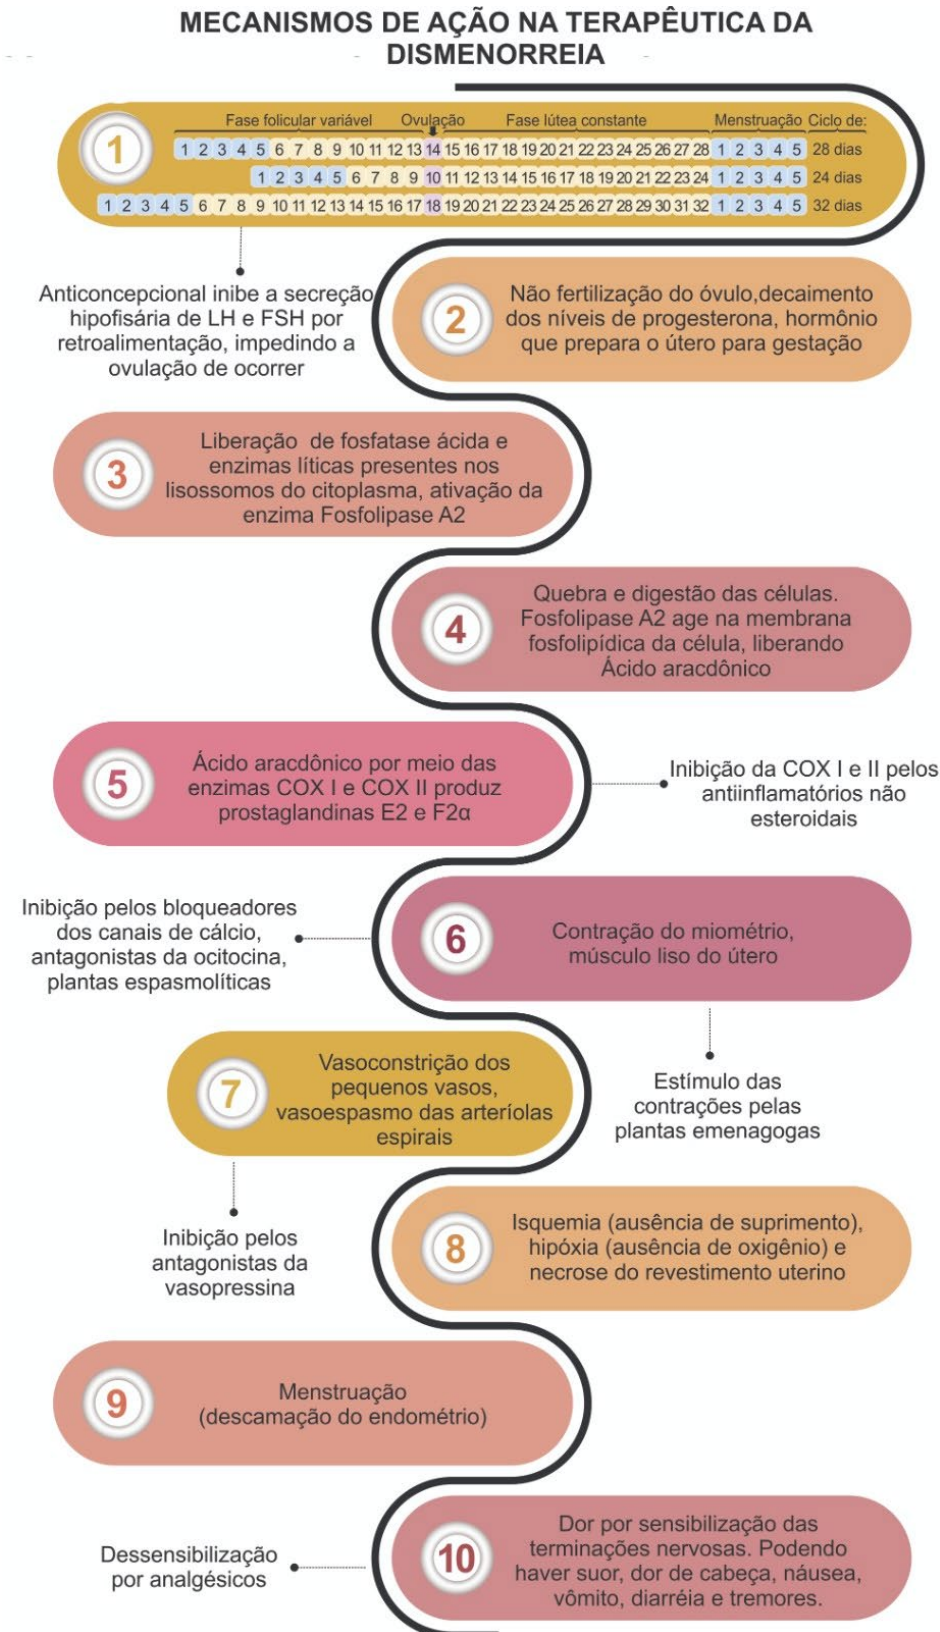 MECANISMOS DE AÇÃO NA TERAPÊUTICA DA
DISMENORREIA
1
Fase folicular variável Ovulação Fase lútea constante Menstruação Ciclo de:
1 2 3 4 5 6 7 8 9 10 11 12 13 14 15 16 17 18 19 20 21 22 23 24 25 26 27 28 1 2 3 4 5 28 dias
1 2 3 4 5 6 7 8 9 10 11 12 13 14 15 16 17 18 19 20 21 22 23 24 1 2 3 4 5 24 dias
1 2 3 4 5 6 7 8 9 10 11 12 13 14 15 16 17 18 19 20 21 22 23 24 25 26 27 28 29 30 31 32 1 2 3 4 5 32 dias
Anticoncepcional inibe a secreção
hipofisária de LH e FSH por
retroalimentação, impedindo a
ovulação de ocorrer
2
Não fertilização do óvulo,decaimento
dos níveis de progesterona, hormônio
que prepara o útero para gestação
3
Liberação de fosfatase ácida e
enzimas líticas presentes nos
lisossomos do citoplasma, ativação da
enzima Fosfolipase A2
4
Quebra e digestão das células.
Fosfolipase A2 age na membrana
fosfolipídica da célula, liberando
Ácido aracdônico
5
Ácido aracdônico por meio das
enzimas COX I e COX II produz
prostaglandinas E2 e F2α
Inibição da COX I e II pelos
antiinflamatórios não
esteroidais
Inibição pelos bloqueadores
dos canais de cálcio,
antagonistas da ocitocina,
plantas espasmolíticas
6
Contração do miométrio,
músculo liso do útero
Estímulo das
contrações pelas
plantas emenagogas
7
Vasoconstrição dos
pequenos vasos,
vasoespasmo das arteríolas
espirais
Inibição pelos
antagonistas da
vasopressina
8
Isquemia (ausência de suprimento),
hipóxia (ausência de oxigênio) e
necrose do revestimento uterino
9
Menstruação
(descamação do endométrio)
10
Dor por sensibilização das
terminações nervosas. Podendo
haver suor, dor de cabeça, náusea,
vômito, diarréia e tremores.
Dessensibilização
por analgésicos